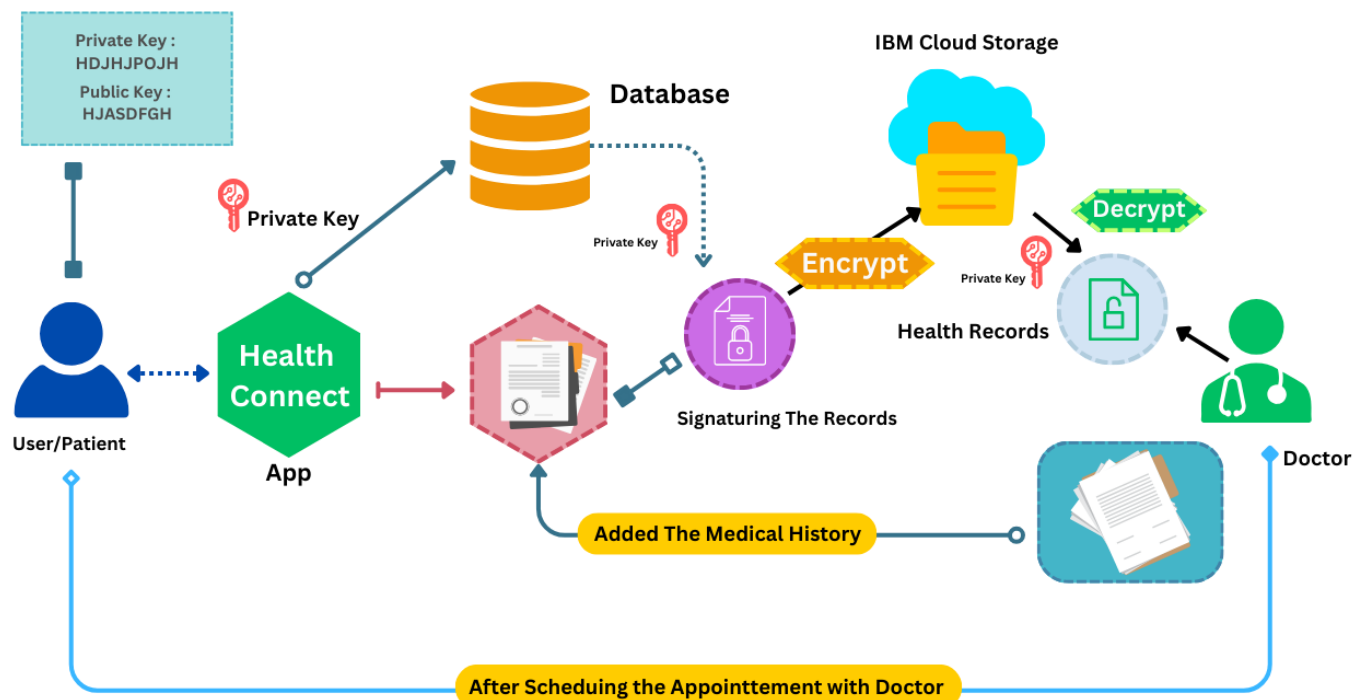 Private Key :
HDJHJPOJH
Public Key :
HJASDFGH
IBM Cloud Storage
Database
Private Key
Private Key
Encrypt
Decrypt
Private Key
Health Records
Health
Connect
User/Patient
App
Signaturing The Records
Doctor
Added The Medical History
After Scheduing the Appointtement with Doctor